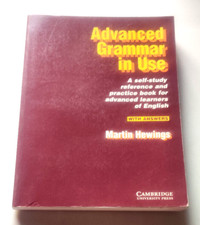 Advanced
Grammar
in Use
A self-study
reference and
practice book for
advanced learners
of English
WITH ANSWERS
Martin Hewings
CAMBRIDGE
UNIVERSITY PRESS